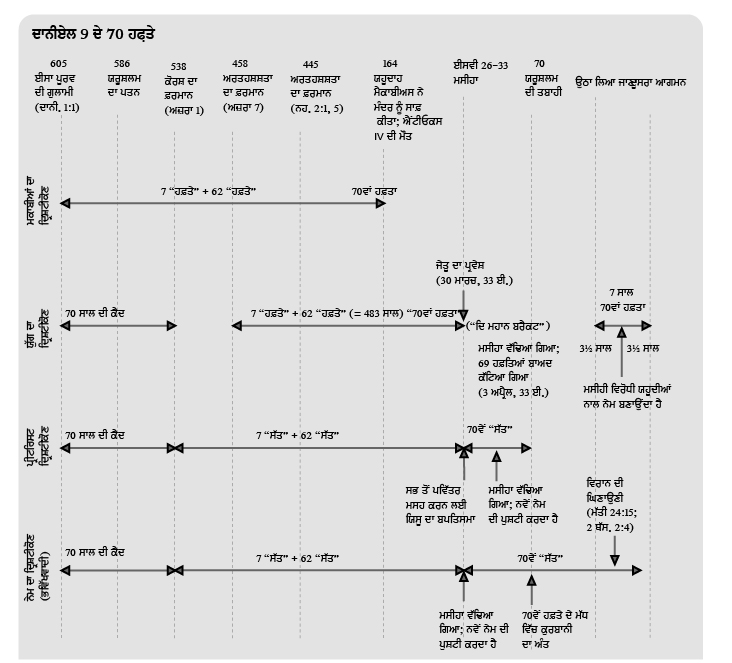 ਦਾਨੀਏਲ 9 ਦੇ 70 ਹਫ਼ਤੇ
605
ਈਸਾ ਪੂਰਵ
ਦੀ ਗੁਲਾਮੀ
(ਦਾਨੀ. 1:1)
586
ਯਰੂਸ਼ਲਮ
ਦਾ ਪਤਨ
538
ਕੋਰਸ਼ ਦਾ
ਫ਼ਰਮਾਨ
(ਅਜ਼ਰਾ 1)
458
ਅਰਤਹਸ਼ਸ਼ਤਾ
ਦਾ ਫ਼ਰਮਾਨ
(ਅਜ਼ਰਾ 7)
445
ਅਰਤਹਸ਼ਸ਼ਤਾ
ਦਾ ਫ਼ਰਮਾਨ
(ਨਹ. 2:1, 5)
164
ਯਹੂਦਾਹ
ਮੈਕਾਬੀਅਸ ਨੇ
ਮੰਦਰ ਨੂੰ ਸਾਫ਼
ਕੀਤਾ; ਐਂਟੀਓਕਸ
IV ਦੀ ਮੌਤ
ਈਸਵੀ 26–33
ਮਸੀਹਾ
70
ਯਰੂਸ਼ਲਮ
ਦੀ ਤਬਾਹੀ
ਉਠਾ ਲਿਆ ਜਾਣਾ
ਦੂਸਰਾ ਆਗਮਨ
ਮਕਾਬੀਆਂ ਦਾ
ਦ੍ਰਿਸ਼ਟੀਕੋਣ
7 “ਹਫ਼ਤੇ” + 62 “ਹਫ਼ਤੇ”
70ਵਾਂ ਹਫ਼ਤਾ
ਯੁੱਗ ਦਾ
ਦ੍ਰਿਸ਼ਟੀਕੋਣ
70 ਸਾਲ ਦੀ ਕੈਦ
7 “ਹਫ਼ਤੇ” + 62 “ਹਫ਼ਤੇ” (= 483 ਸਾਲ) “70ਵਾਂ ਹਫ਼ਤਾ”
ਜੇਤੂ ਦਾ ਪ੍ਰਵੇਸ਼
(30 ਮਾਰਚ, 33 ਈ.)
(“ਦਿ ਮਹਾਨ ਬਰੈਕਟ”)
ਮਸੀਹਾ ਵੱਢਿਆ ਗਿਆ;
69 ਹਫ਼ਤਿਆਂ ਬਾਅਦ
ਕੱਟਿਆ ਗਿਆ
(3 ਅਪ੍ਰੈਲ, 33 ਈ.)
7 ਸਾਲ
70ਵਾਂ ਹਫ਼ਤਾ
3½ ਸਾਲ
3½ ਸਾਲ
ਮਸੀਹੀ ਵਿਰੋਧੀ ਯਹੂਦੀਆਂ
ਨਾਲ ਨੇਮ ਬਣਾਉਂਦਾ ਹੈ
ਪ੍ਰੀਟਰਿਸਟ
ਦ੍ਰਿਸ਼ਟੀਕੋਣ
70 ਸਾਲ ਦੀ ਕੈਦ
7 “ਸੱਤ” + 62 “ਸੱਤ”
70ਵੇਂ “ਸੱਤ”
ਸਭ ਤੋਂ ਪਵਿੱਤਰ
ਮਸਹ ਕਰਨ ਲਈ
ਯਿਸੂ ਦਾ ਬਪਤਿਸਮਾ
ਮਸੀਹਾ ਵੱਢਿਆ
ਗਿਆ; ਨਵੇਂ ਨੇਮ
ਦੀ ਪੁਸ਼ਟੀ ਕਰਦਾ ਹੈ
ਵਿਰਾਨ ਦੀ
ਘਿਣਾਉਣੀ
(ਮੱਤੀ 24:15;
2 ਥੱਸ. 2:4)
ਨੇਮ ਦਾ ਦ੍ਰਿਸ਼ਟੀਕੋਣ
(ਭਵਿੱਖਵਾਦੀ)
70 ਸਾਲ ਦੀ ਕੈਦ
7 “ਸੱਤ” + 62 “ਸੱਤ”
70ਵੇਂ “ਸੱਤ”
ਮਸੀਹਾ ਵੱਢਿਆ
ਗਿਆ; ਨਵੇਂ ਨੇਮ ਦੀ
ਪੁਸ਼ਟੀ ਕਰਦਾ ਹੈ
70ਵੇਂ ਹਫ਼ਤੇ ਦੇ ਮੱਧ
ਵਿੱਚ ਕੁਰਬਾਨੀ
ਦਾ ਅੰਤ